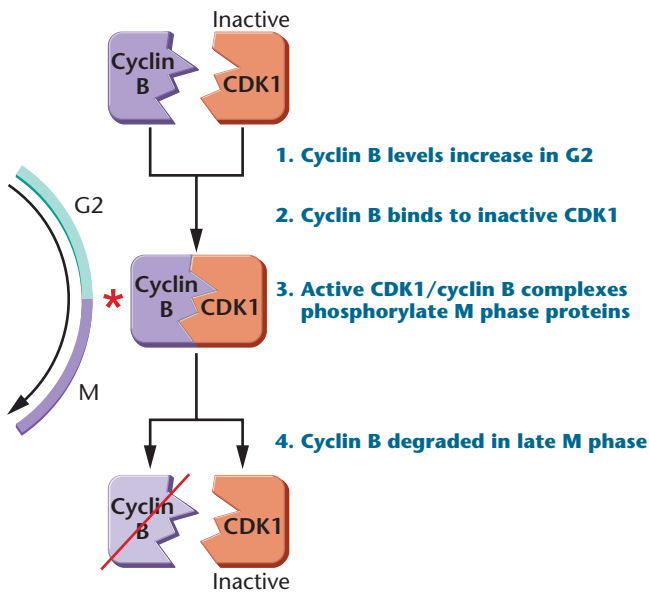 Inactive
Cyclin
B
CDK1
1. Cyclin B levels increase in G2
G2
2. Cyclin B binds to inactive CDK1
*
Cyclin
B
CDK1
3. Active CDK1/cyclin B complexes
phosphorylate M phase proteins
M
4. Cyclin B degraded in late M phase
Cyclin
B
CDK1
Inactive